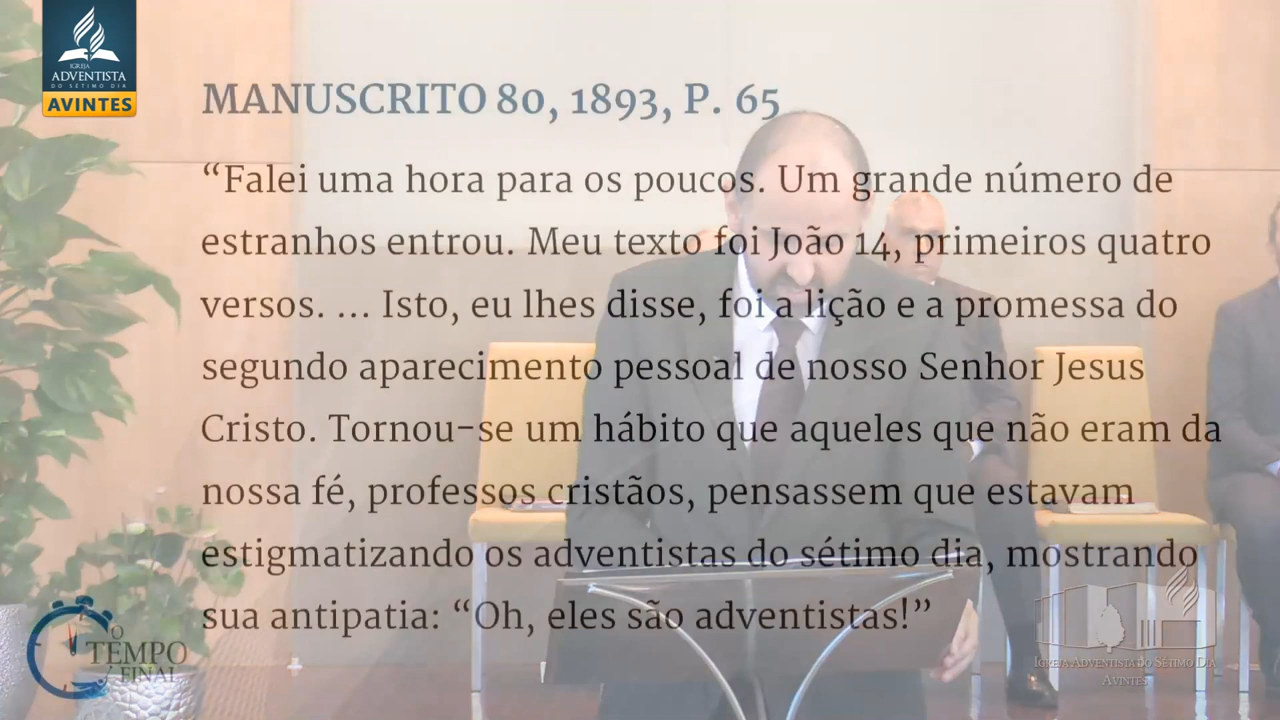 IGREJA
ADVENTISTA
DO SÉTIMO DIA
AVINTES
MANUSCRITO 80, 1893, P. 65
“Falei uma hora para os poucos. Um grande número de
estranhos entrou. Meu texto foi João 14, primeiros quatro
versos. ... Isto, eu lhes disse, foi a lição e a promessa do
segundo aparecimento pessoal de nosso Senhor Jesus
Cristo. Tornou-se um hábito que aqueles que não eram da
nossa fé, professos cristãos, pensassem que estavam
estigmatizando os adventistas do sétimo dia, mostrando
sua antipatia: “Oh, eles são adventistas!”
O
TEMPO
FINAL
IGREJA ADVENTISTA DO SÉTIMO DIA
AVINTES